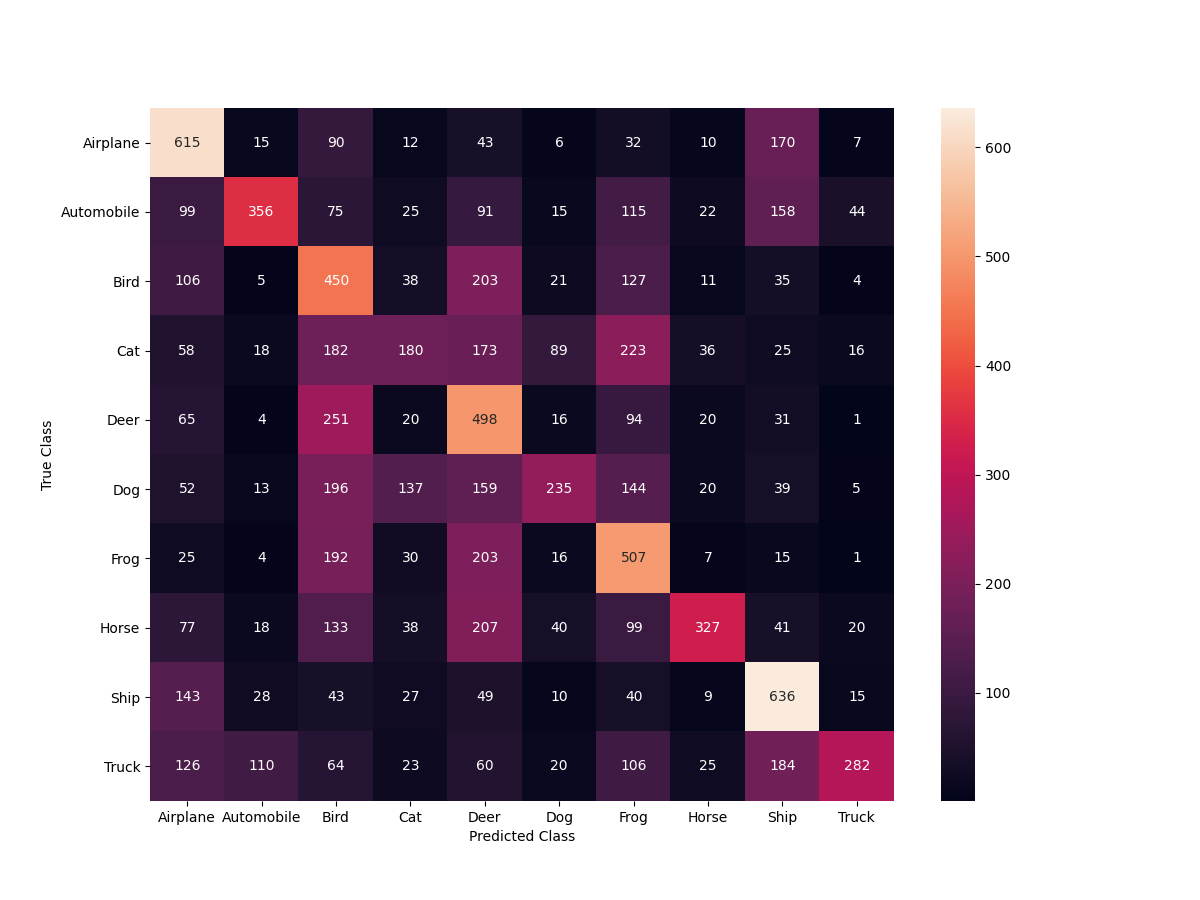 Airplane 615 15 90 12 43 6 32 10 170 7
Automobile 99 356 75 25 91 15 115 22 158 44
Bird 106 5 450 38 203 21 127 11 35 4
Cat 58 18 182 180 173 89 223 36 25 16
Deer 65 4 251 20 498 16 94 20 31 1
Dog 52 13 196 137 159 235 144 20 39 5
Frog 25 4 192 30 203 16 507 7 15 1
Horse 77 18 133 38 207 40 99 327 41 20
Ship 143 28 43 27 49 10 40 9 636 15
Truck 126 110 64 23 60 20 106 25 184 282
Airplane Automobile Bird Cat Deer Dog Frog Horse Ship Truck
Predicted Class
True Class
600
500
400
300
200
100